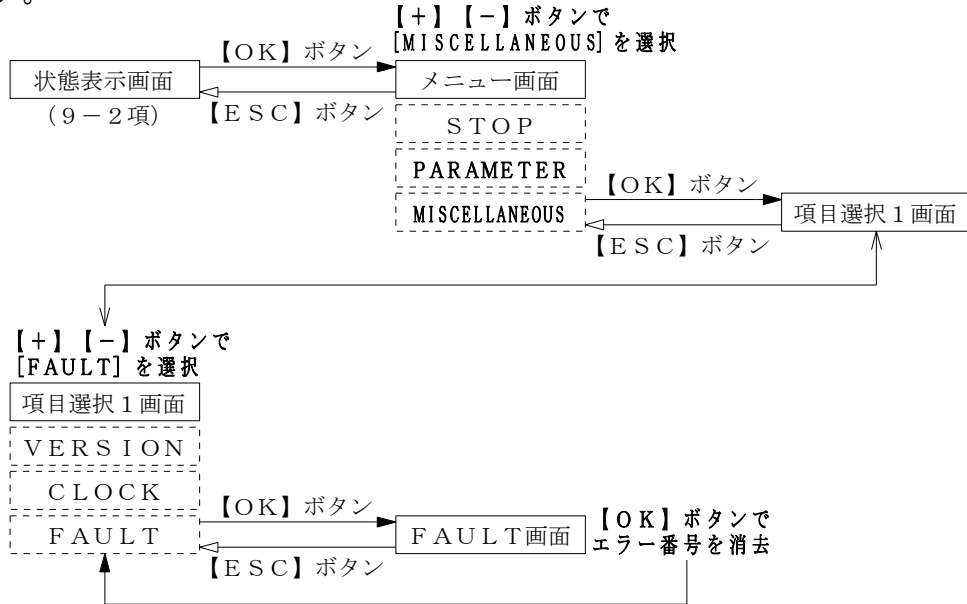 す。
【＋】【－】ボタンで
[MISCELLANEOUS] を選択
【ＯＫ】ボタン
状態表示画面
メニュー画面
（９－２項）
【ＥＳＣ】ボタン
ＳＴＯＰ
PARAMETER
【ＯＫ】ボタン
MISCELLANEOUS
項目選択１画面
【ＥＳＣ】ボタン
【＋】【－】ボタンで
[FAULT] を選択
項目選択１画面
ＶＥＲＳＩＯＮ
ＣＬＯＣＫ
【ＯＫ】ボタン
ＦＡＵＬＴ
ＦＡＵＬＴ画面
【ＯＫ】ボタンで
エラー番号を消去
【ＥＳＣ】ボタン